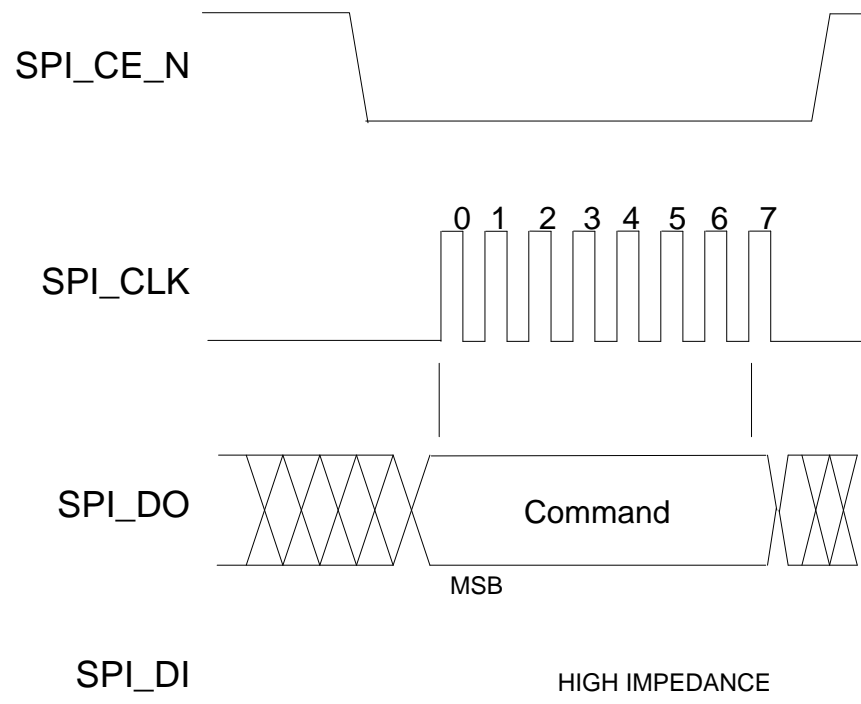 SPI_CE_N
0 1 2 3 4 5 6 7
SPI_CLK
SPI_DO
Command
MSB
SPI_DI
HIGH IMPEDANCE